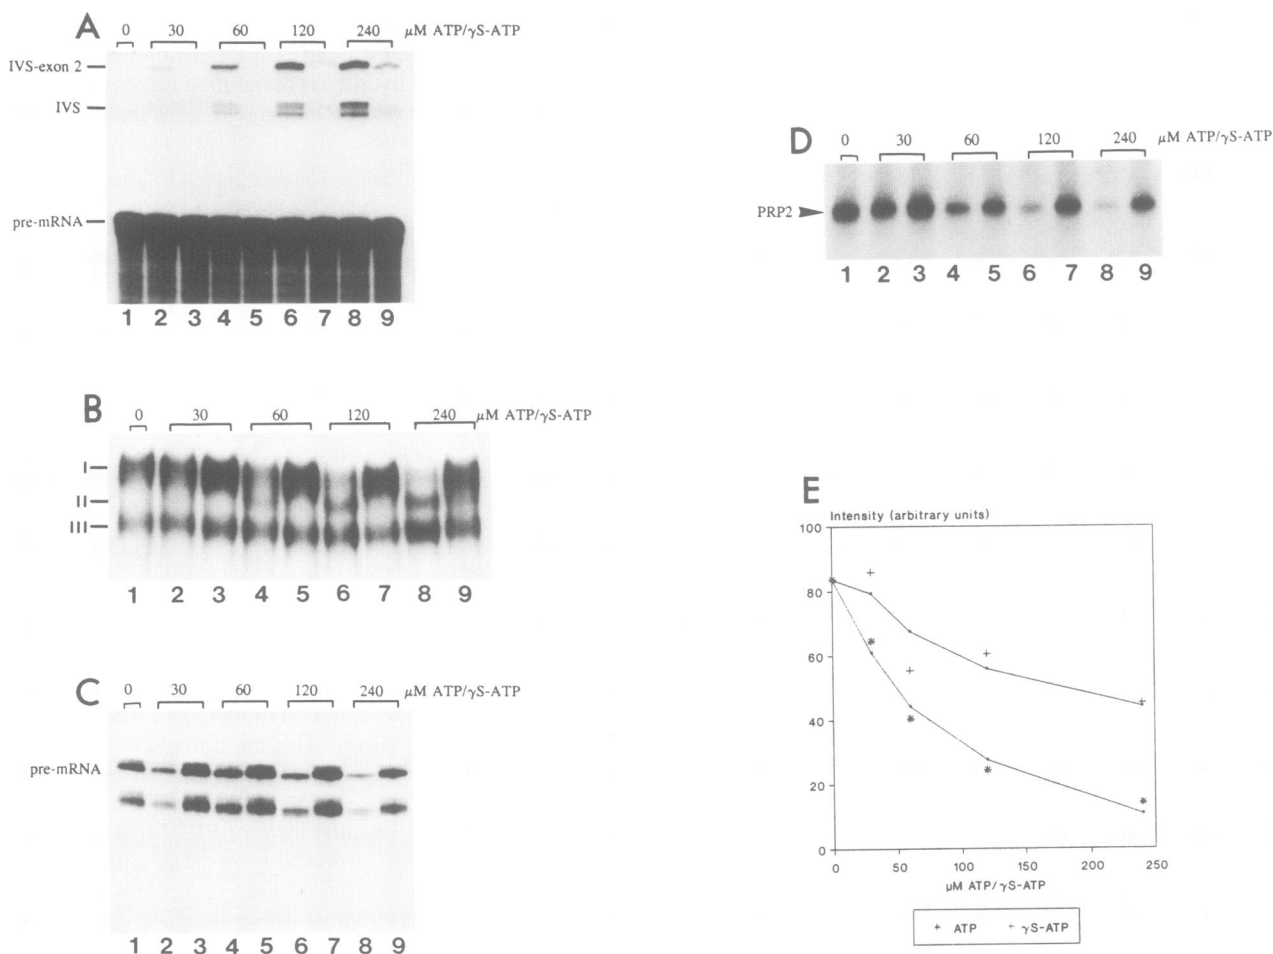 A
0 30 60 120 240 μM ATP/γS-ATP
IVS-exon 2
IVS
pre-mRNA
1 2 3 4 5 6 7 8 9
B
0 30 60 120 240 μM ATP/γS-ATP
I
II
III
1 2 3 4 5 6 7 8 9
C
0 30 60 120 240 μM ATP/γS-ATP
pre-mRNA
1 2 3 4 5 6 7 8 9
D
0 30 60 120 240 μM ATP/γS-ATP
PRP2
1 2 3 4 5 6 7 8 9
E
Intensity (arbitrary units)
100
80
60
40
20
0
0 50 100 150 200 250
μM ATP/γS-ATP
* ATP + γS-ATP